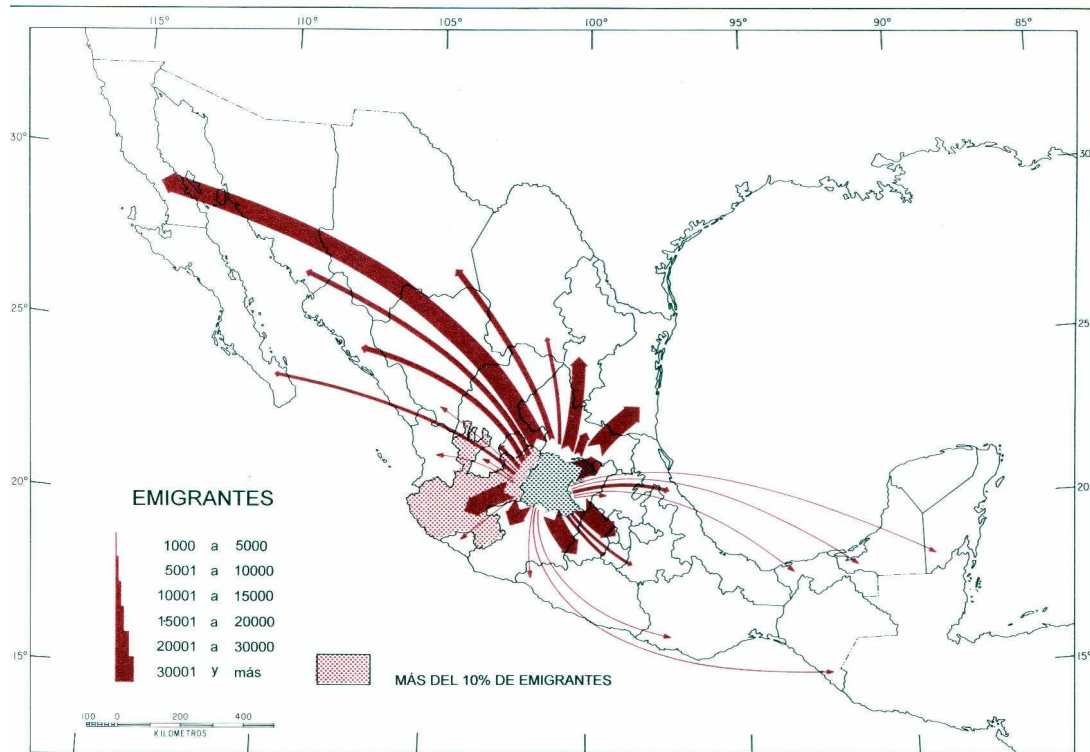 115° 110° 105° 100° 95° 90° 85°
30° 30
25° 25°
20° 20°
15° 15°
EMIGRANTES
1000 a 5000
5001 a 10000
10001 a 15000
15001 a 20000
20001 a 30000
30001 y más
MÁS DEL 10% DE EMIGRANTES
100 0 200 400
KILOMETROS